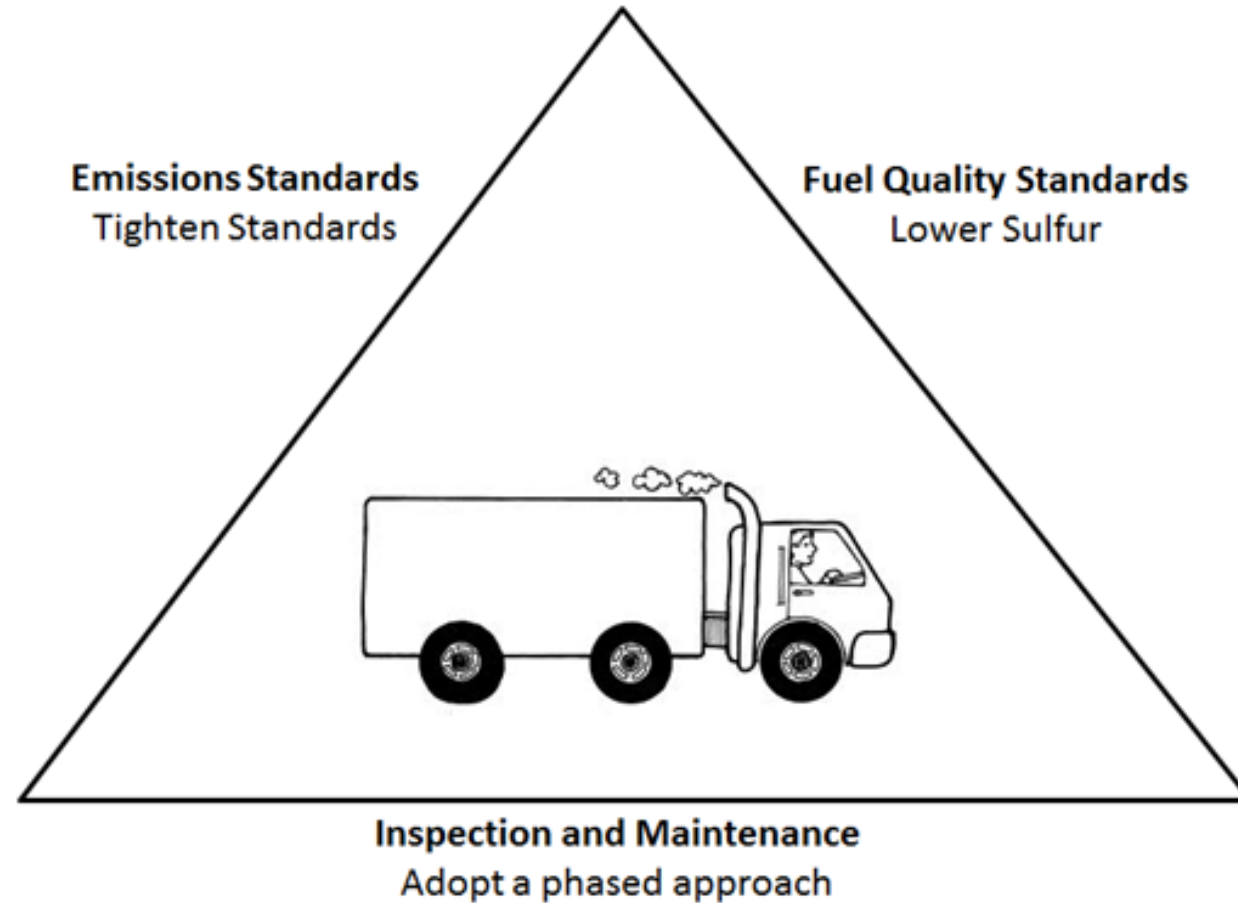 Emissions Standards
Tighten Standards
Fuel Quality Standards
Lower Sulfur
Inspection and Maintenance
Adopt a phased approach